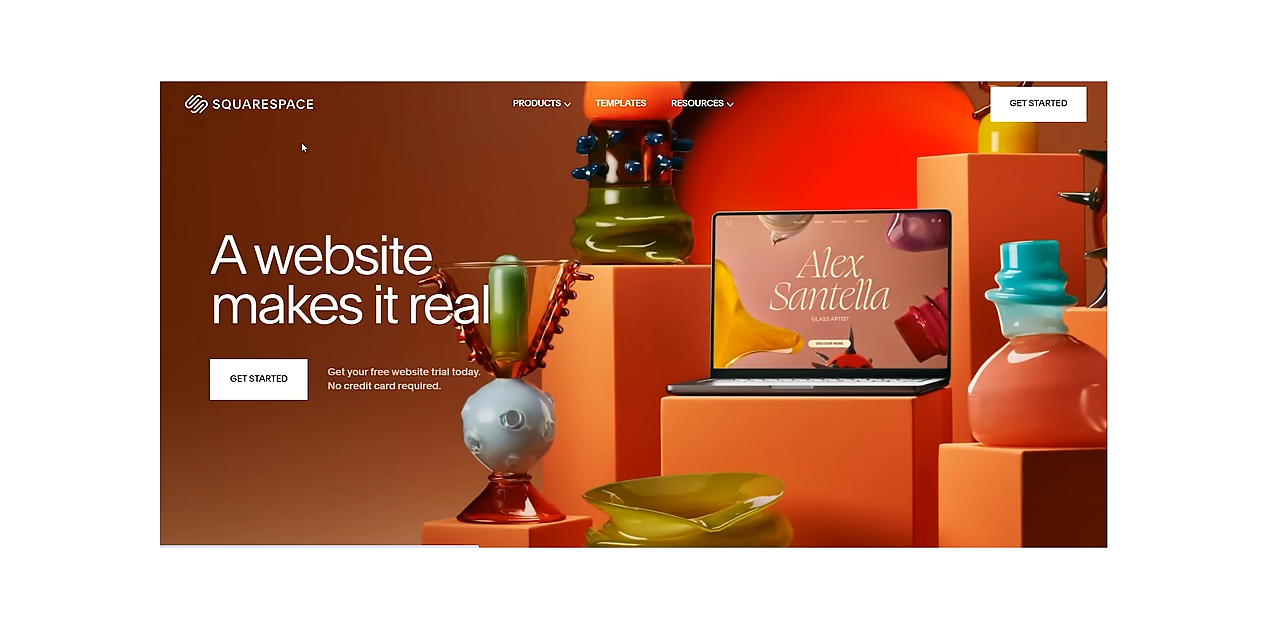 SQUARESPACE
PRODUCTS
TEMPLATES
RESOURCES
GET STARTED
A website
makes it real
GET STARTED
Get your free website trial today.
No credit card required.
Alex
Santella
GLASS ARTIST
DISCOVER MORE